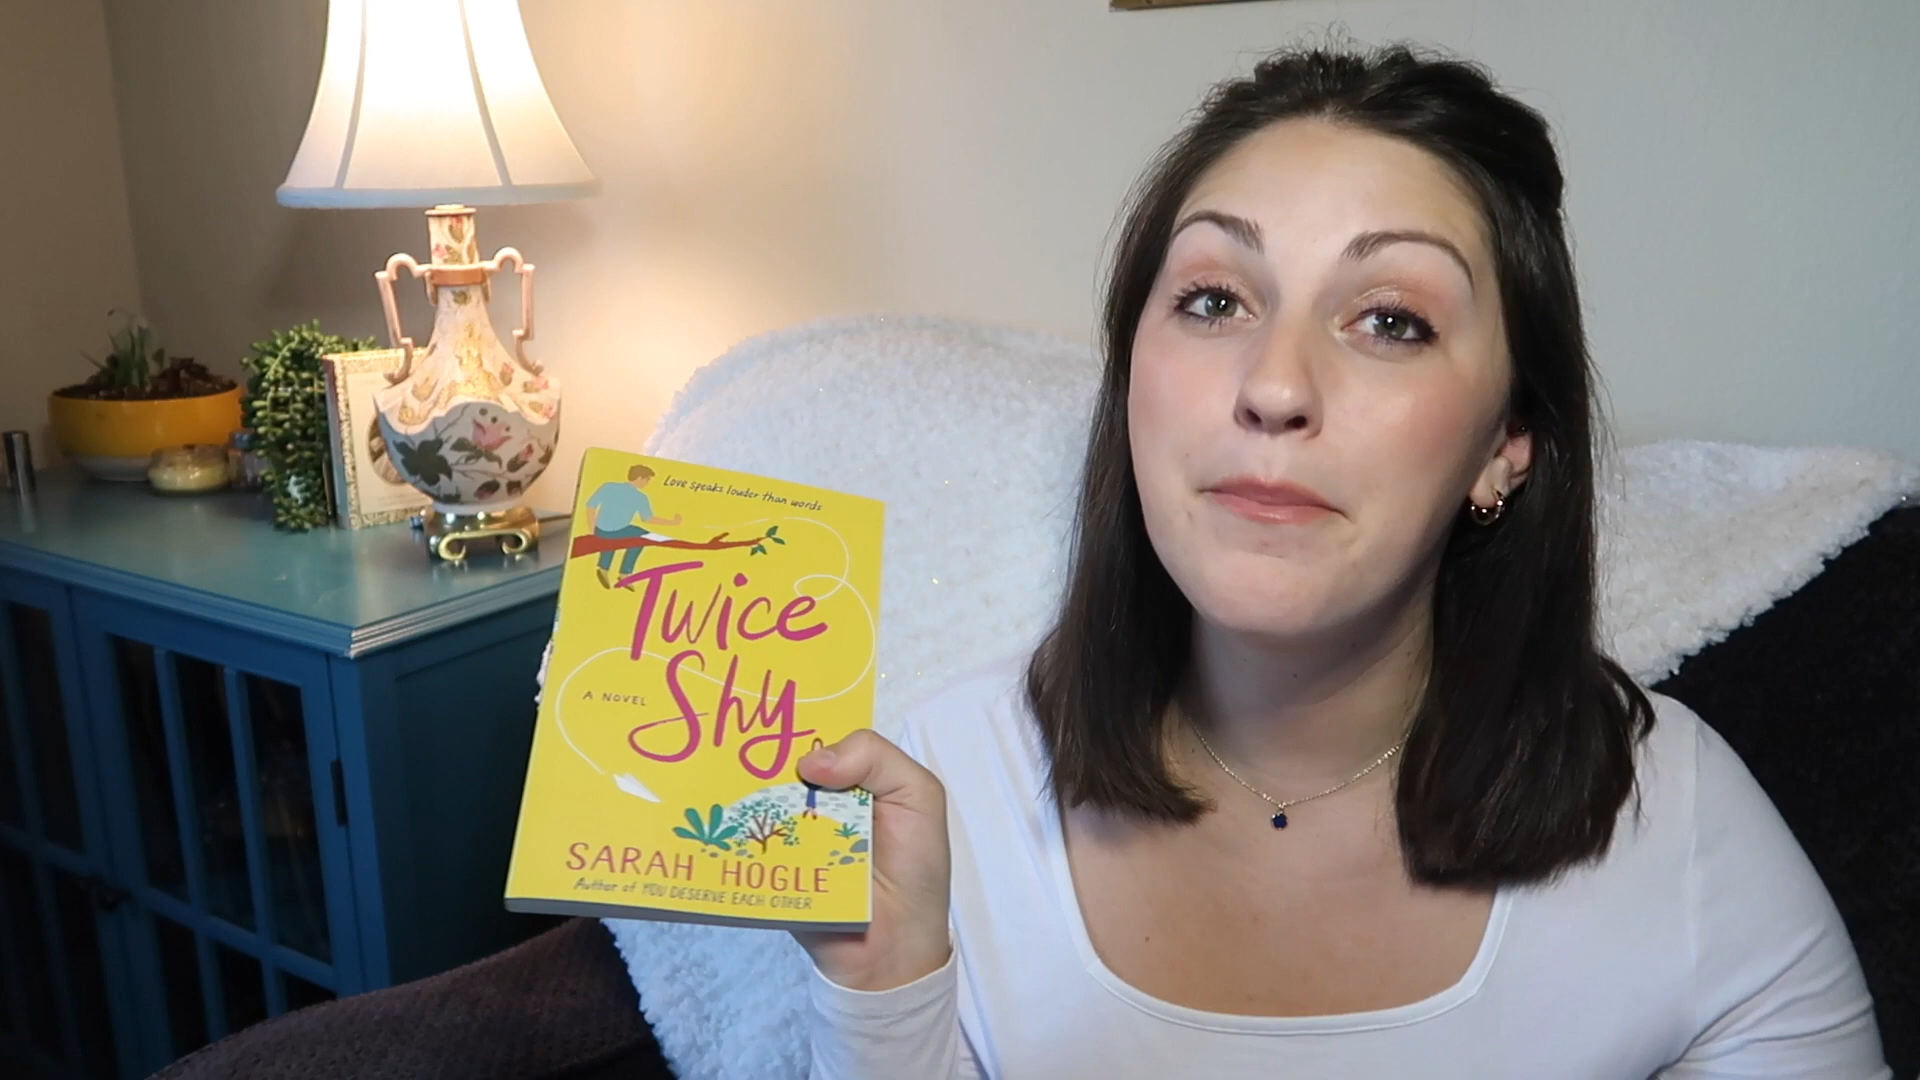 Love speaks louder than words
Twice
Shy
A NOVEL
SARAH HOGLE
Author of YOU DESERVE EACH OTHER